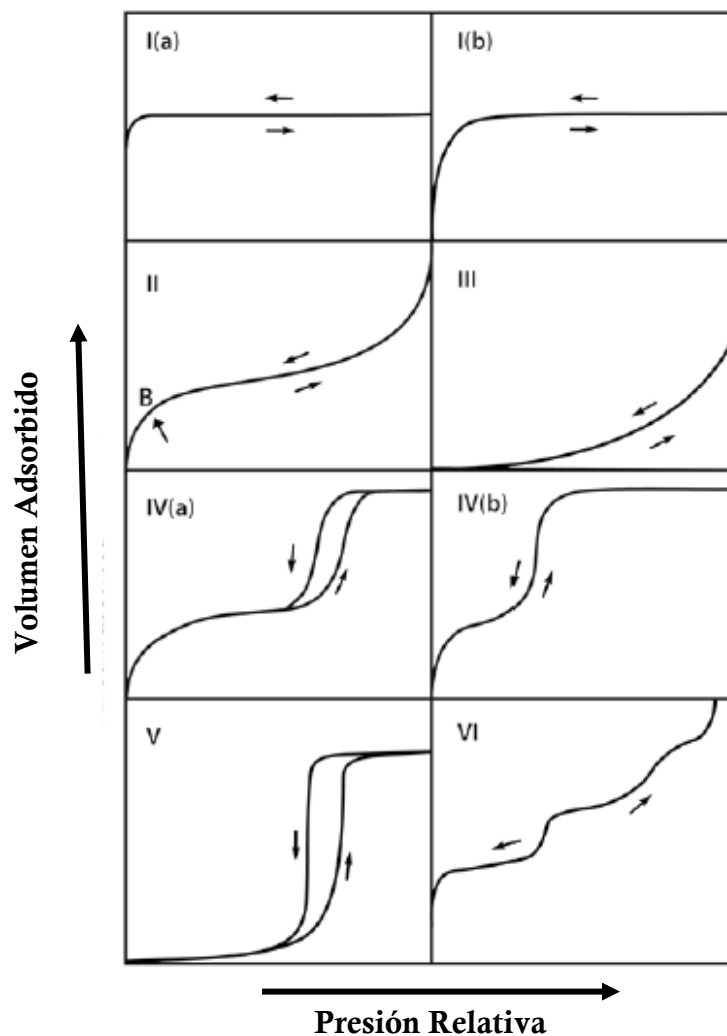 I(a)
I(b)
II
III
B
IV(a)
IV(b)
V
VI
Volumen Adsorbido
Presión Relativa